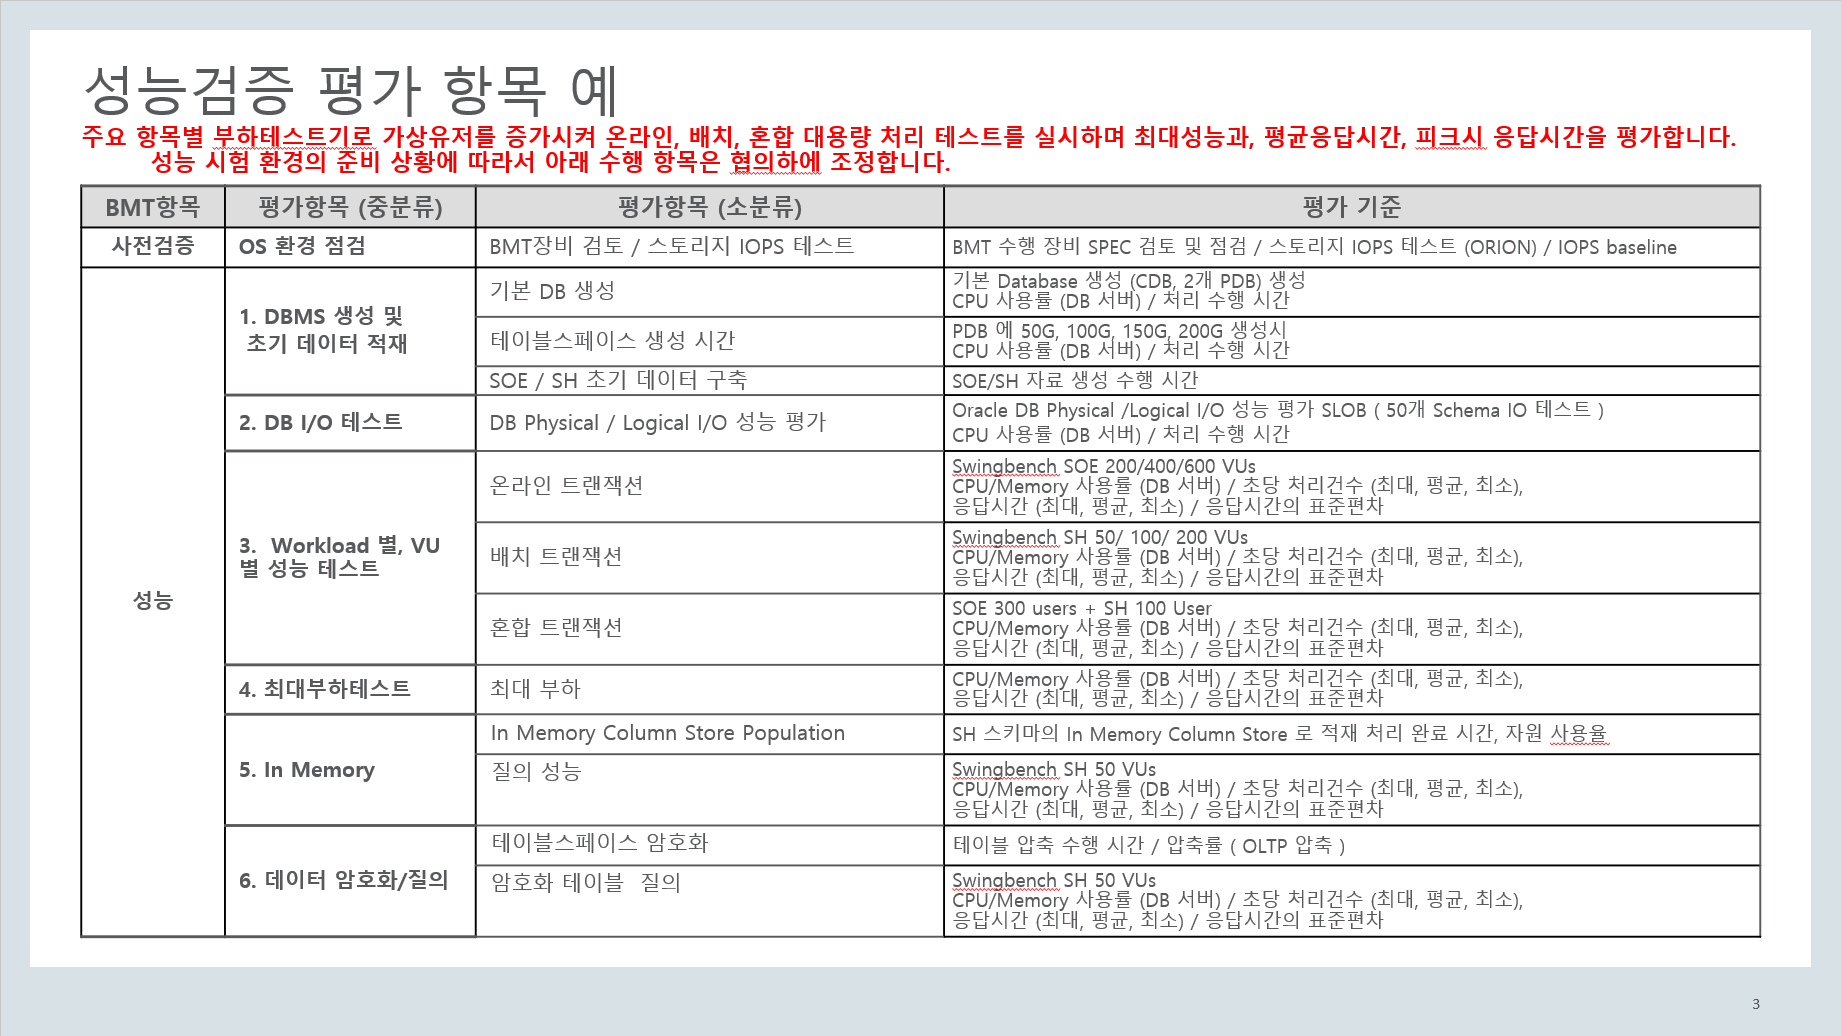 성능검증 평가 항목 예
주요 항목별 부하테스트기로 가상유저를 증가시켜 온라인, 배치, 혼합 대용량 처리 테스트를 실시하며 최대성능과, 평균응답시간, 피크시 응답시간을 평가합니다.
성능 시험 환경의 준비 상황에 따라서 아래 수행 항목은 협의하에 조정합니다.
BMT항목
평가항목 (중분류)
평가항목 (소분류)
평가 기준
사전검증
OS 환경 점검
BMT장비 검토 / 스토리지 IOPS 테스트
BMT 수행 장비 SPEC 검토 및 점검 / 스토리지 IOPS 테스트 (ORION) / IOPS baseline
성능
1. DBMS 생성 및
초기 데이터 적재
기본 DB 생성
기본 Database 생성 (CDB, 2개 PDB) 생성
CPU 사용률 (DB 서버) / 처리 수행 시간
테이블스페이스 생성 시간
PDB 에 50G, 100G, 150G, 200G 생성시
CPU 사용률 (DB 서버) / 처리 수행 시간
SOE / SH 초기 데이터 구축
SOE/SH 자료 생성 수행 시간
2. DB I/O 테스트
DB Physical / Logical I/O 성능 평가
Oracle DB Physical /Logical I/O 성능 평가 SLOB ( 50개 Schema IO 테스트 )
CPU 사용률 (DB 서버) / 처리 수행 시간
3. Workload 별, VU
별 성능 테스트
온라인 트랜잭션
Swingbench SOE 200/400/600 VUs
CPU/Memory 사용률 (DB 서버) / 초당 처리건수 (최대, 평균, 최소),
응답시간 (최대, 평균, 최소) / 응답시간의 표준편차
배치 트랜잭션
Swingbench SH 50/ 100/ 200 VUs
CPU/Memory 사용률 (DB 서버) / 초당 처리건수 (최대, 평균, 최소),
응답시간 (최대, 평균, 최소) / 응답시간의 표준편차
혼합 트랜잭션
SOE 300 users + SH 100 User
CPU/Memory 사용률 (DB 서버) / 초당 처리건수 (최대, 평균, 최소),
응답시간 (최대, 평균, 최소) / 응답시간의 표준편차
4. 최대부하테스트
최대 부하
CPU/Memory 사용률 (DB 서버) / 초당 처리건수 (최대, 평균, 최소),
응답시간 (최대, 평균, 최소) / 응답시간의 표준편차
5. In Memory
In Memory Column Store Population
SH 스키마의 In Memory Column Store 로 적재 처리 완료 시간, 자원 사용율
질의 성능
Swingbench SH 50 VUs
CPU/Memory 사용률 (DB 서버) / 초당 처리건수 (최대, 평균, 최소),
응답시간 (최대, 평균, 최소) / 응답시간의 표준편차
6. 데이터 암호화/질의
테이블스페이스 암호화
테이블 압축 수행 시간 / 압축률 ( OLTP 압축 )
암호화 테이블 질의
Swingbench SH 50 VUs
CPU/Memory 사용률 (DB 서버) / 초당 처리건수 (최대, 평균, 최소),
응답시간 (최대, 평균, 최소) / 응답시간의 표준편차
3